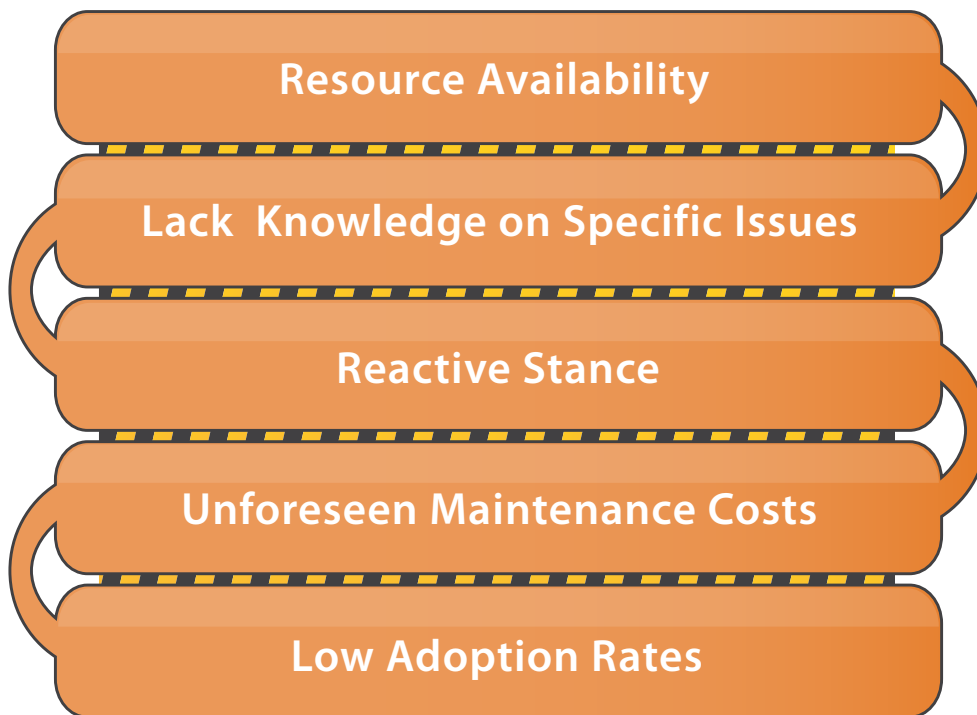 Resource Availability
Lack Knowledge on Specific Issues
Reactive Stance
Unforeseen Maintenance Costs
Low Adoption Rates